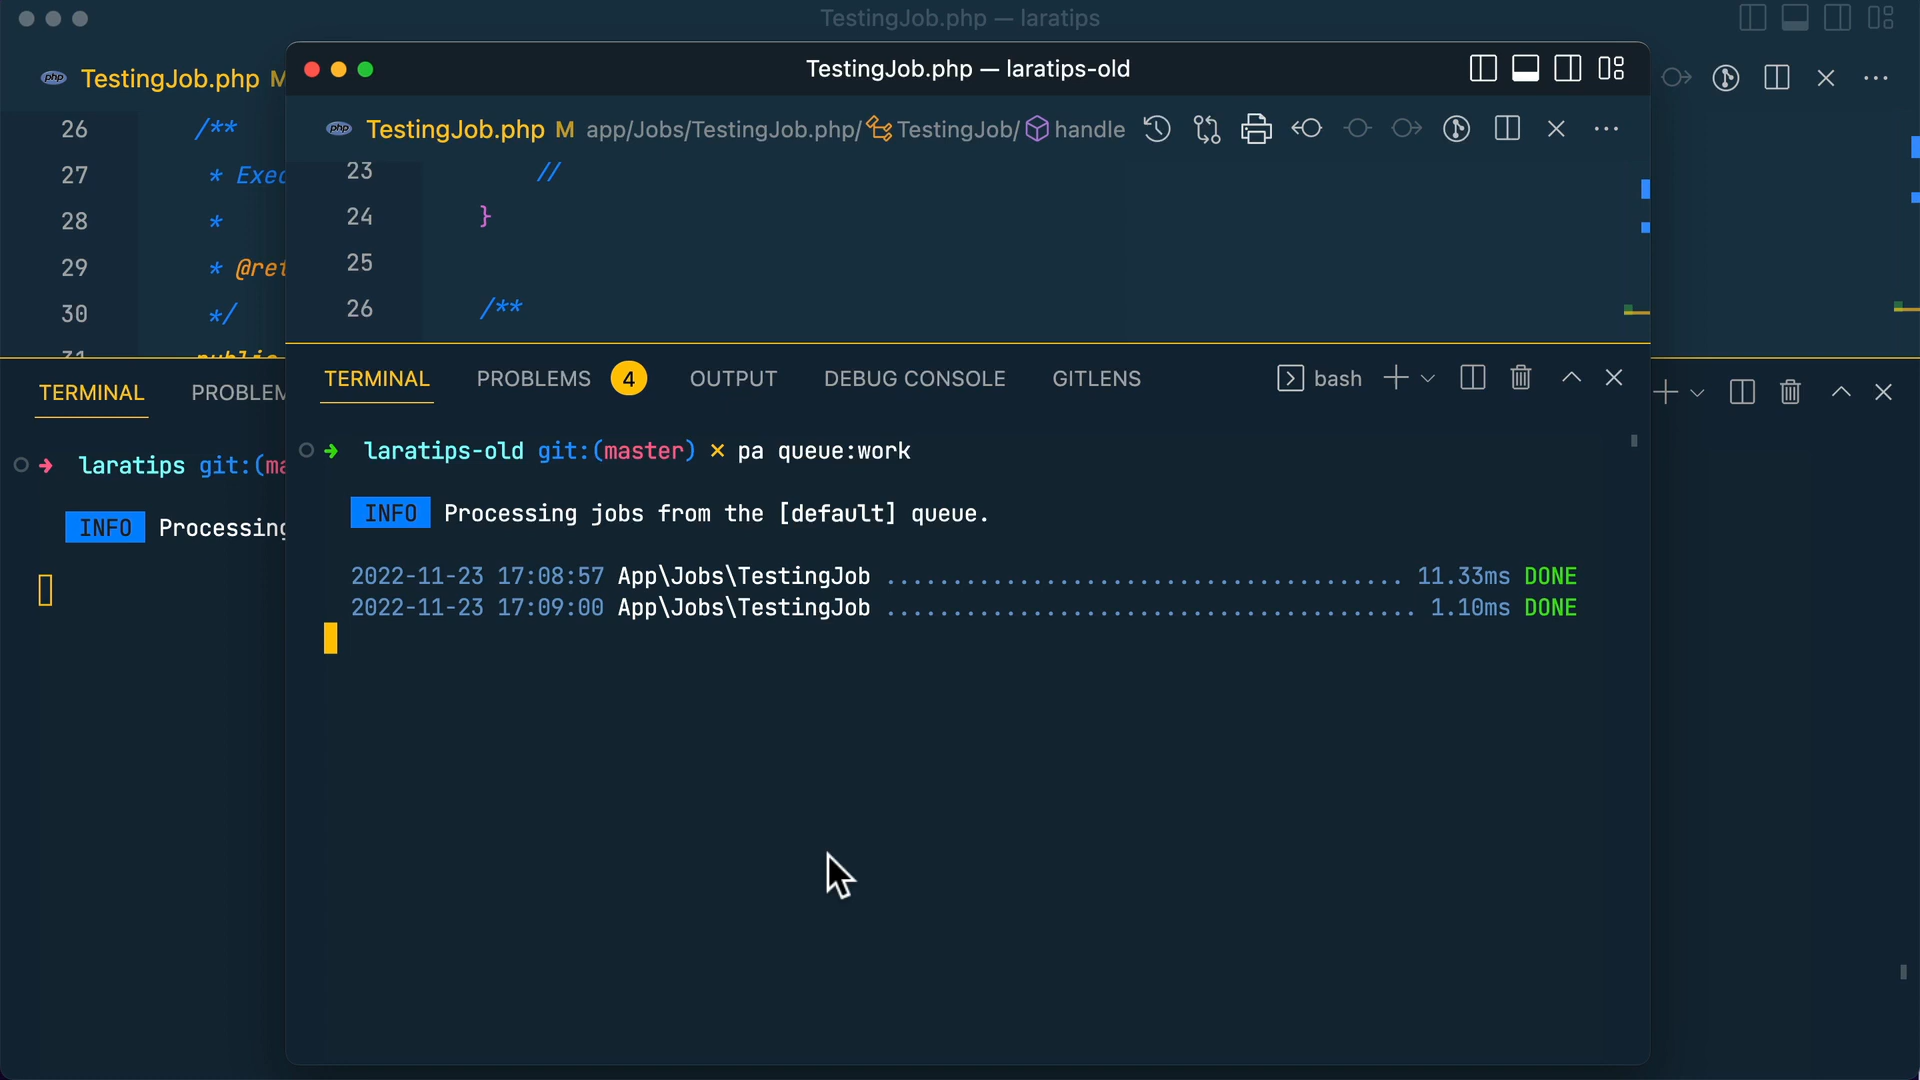 TestingJob.php — laratips
php TestingJob.php M
26 /**
27 * Exec
28 *
29 * @ret
30 */
31 public
TERMINAL PROBLEM
laratips git:(ma
INFO Processing
TestingJob.php — laratips-old
php TestingJob.php M app/Jobs/TestingJob.php/ TestingJob/ handle
23 //
24 }
25
26 /**
TERMINAL PROBLEMS 4 OUTPUT DEBUG CONSOLE GITLENS bash
➜ laratips-old git:(master) × pa queue:work
INFO Processing jobs from the [default] queue.
2022-11-23 17:08:57 App\Jobs\TestingJob ....................................... 11.33ms DONE
2022-11-23 17:09:00 App\Jobs\TestingJob ........................................ 1.10ms DONE